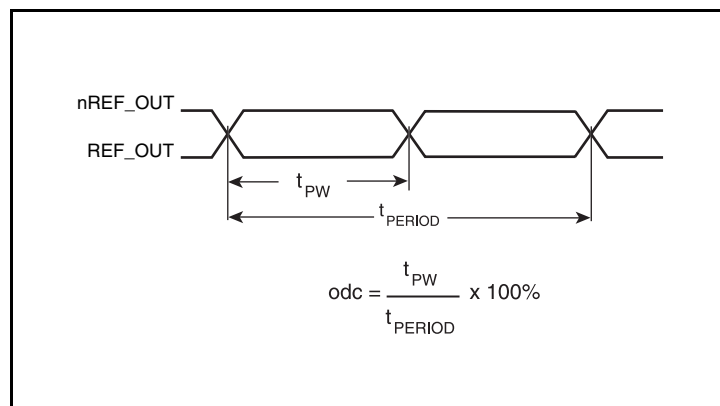 nREF_OUT
REF_OUT
tPW
tPERIOD
odc = tPW / tPERIOD x 100%